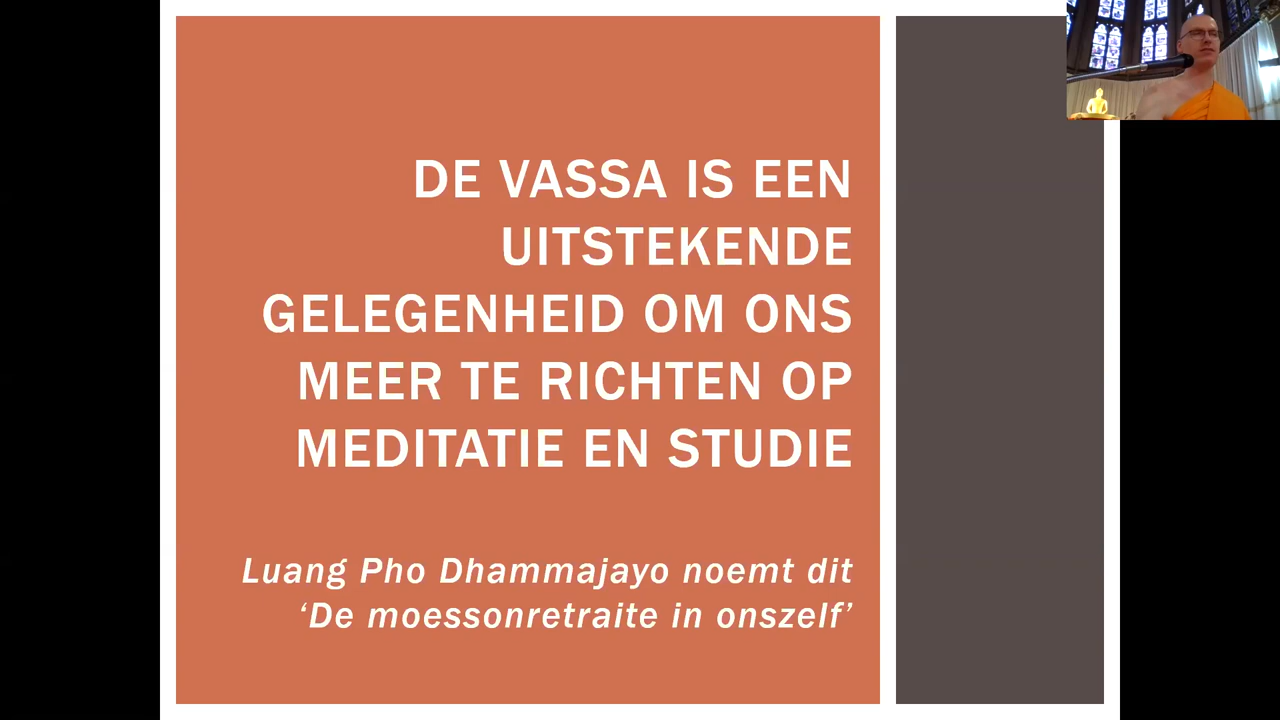 DE VASSA IS EEN
UITSTEKENDE
GELEGENHEID OM ONS
MEER TE RICHTEN OP
MEDITATIE EN STUDIE
Luang Pho Dhammajayo noemt dit
‘De moessonretraite in onszelf’